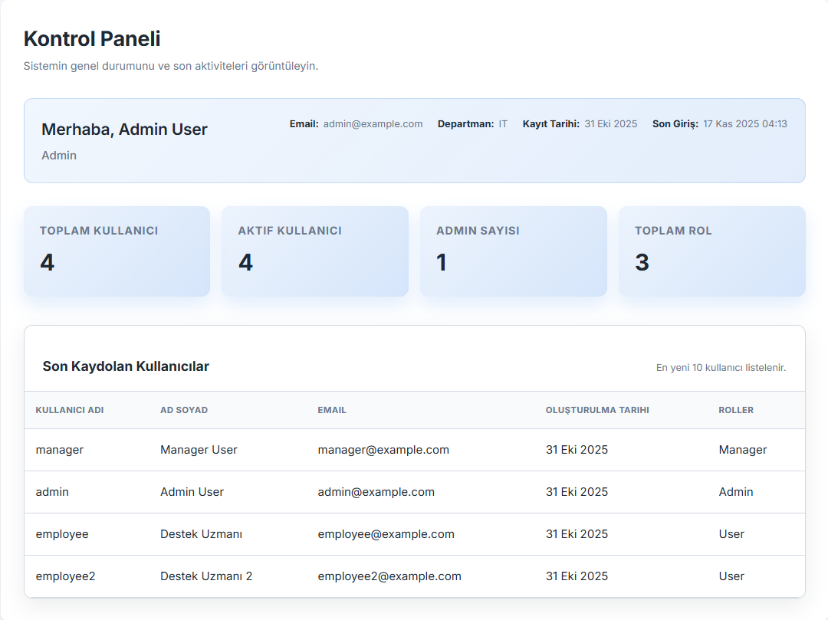 Kontrol Paneli
Sistemin genel durumunu ve son aktiviteleri görüntüleyin.
Merhaba, Admin User
Admin
Email: admin@example.com Departman: IT Kayıt Tarihi: 31 Eki 2025 Son Giriş: 17 Kas 2025 04:13
TOPLAM KULLANICI
4
AKTIF KULLANICI
4
ADMIN SAYISI
1
TOPLAM ROL
3
Son Kaydolan Kullanıcılar
En yeni 10 kullanıcı listelenir.
KULLANICI ADI AD SOYAD EMAIL OLUŞTURULMA TARIHI ROLLER
manager Manager User manager@example.com 31 Eki 2025 Manager
admin Admin User admin@example.com 31 Eki 2025 Admin
employee Destek Uzmanı employee@example.com 31 Eki 2025 User
employee2 Destek Uzmanı 2 employee2@example.com 31 Eki 2025 User